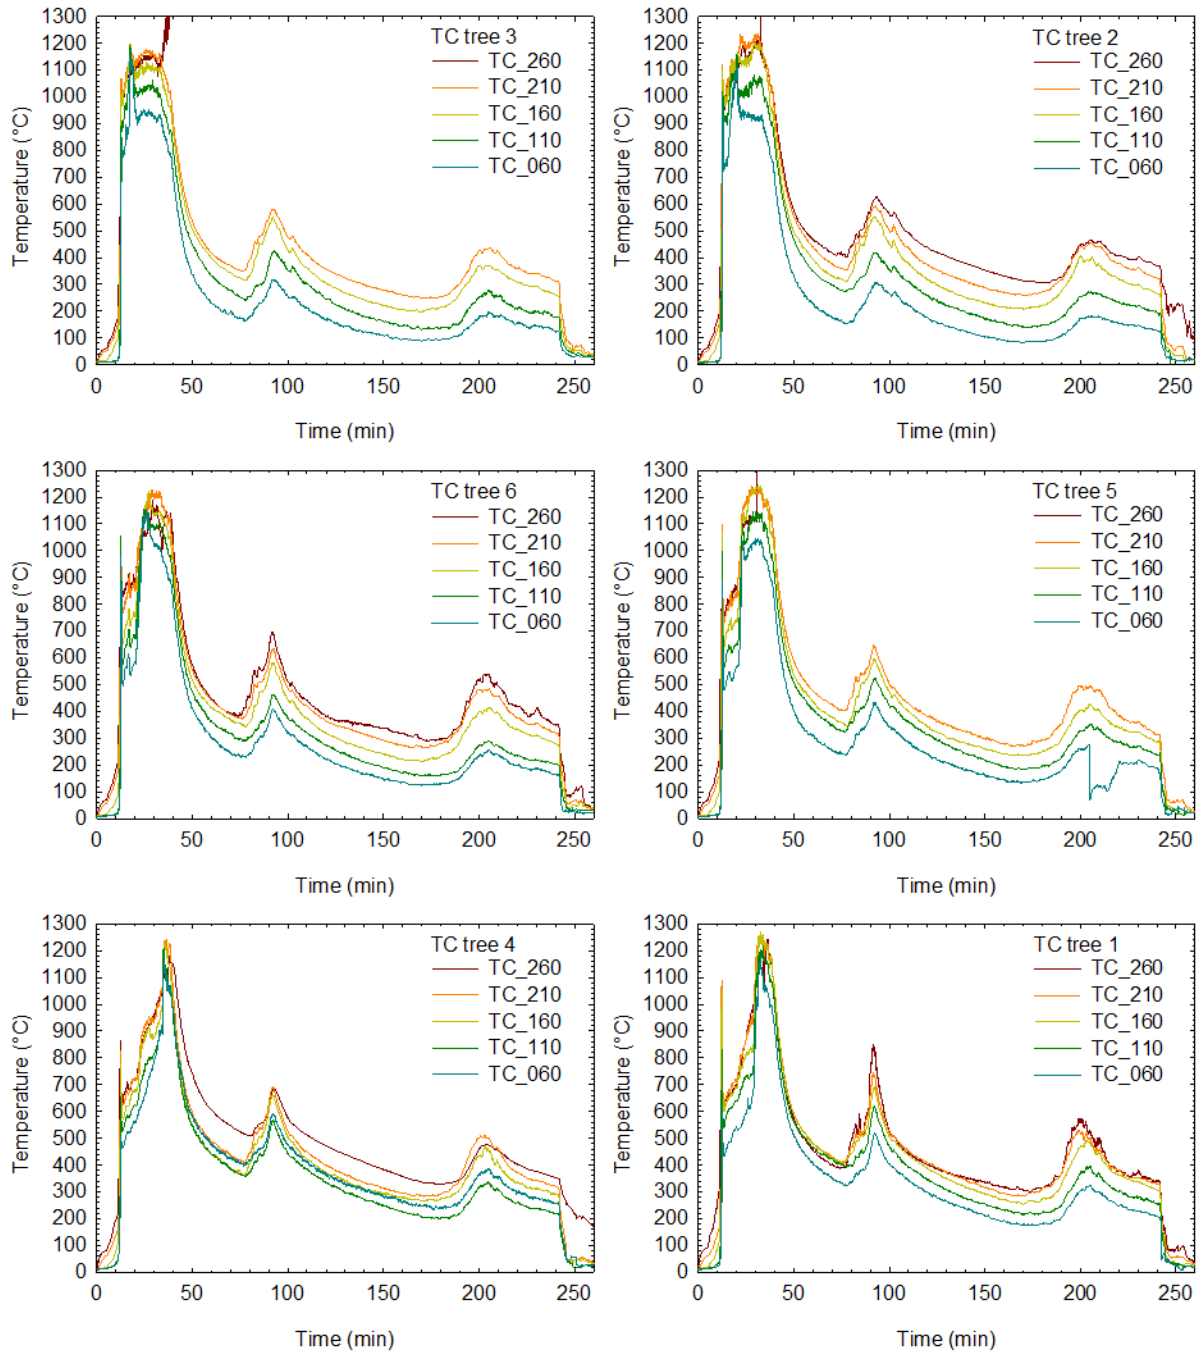 TC tree 3
TC_260
TC_210
TC_160
TC_110
TC_060
Temperature (°C)
1300
1200
1100
1000
900
800
700
600
500
400
300
200
100
0
0 50 100 150 200 250
Time (min)
TC tree 2
TC_260
TC_210
TC_160
TC_110
TC_060
Temperature (°C)
1300
1200
1100
1000
900
800
700
600
500
400
300
200
100
0
0 50 100 150 200 250
Time (min)
TC tree 6
TC_260
TC_210
TC_160
TC_110
TC_060
Temperature (°C)
1300
1200
1100
1000
900
800
700
600
500
400
300
200
100
0
0 50 100 150 200 250
Time (min)
TC tree 5
TC_260
TC_210
TC_160
TC_110
TC_060
Temperature (°C)
1300
1200
1100
1000
900
800
700
600
500
400
300
200
100
0
0 50 100 150 200 250
Time (min)
TC tree 4
TC_260
TC_210
TC_160
TC_110
TC_060
Temperature (°C)
1300
1200
1100
1000
900
800
700
600
500
400
300
200
100
0
0 50 100 150 200 250
Time (min)
TC tree 1
TC_260
TC_210
TC_160
TC_110
TC_060
Temperature (°C)
1300
1200
1100
1000
900
800
700
600
500
400
300
200
100
0
0 50 100 150 200 250
Time (min)